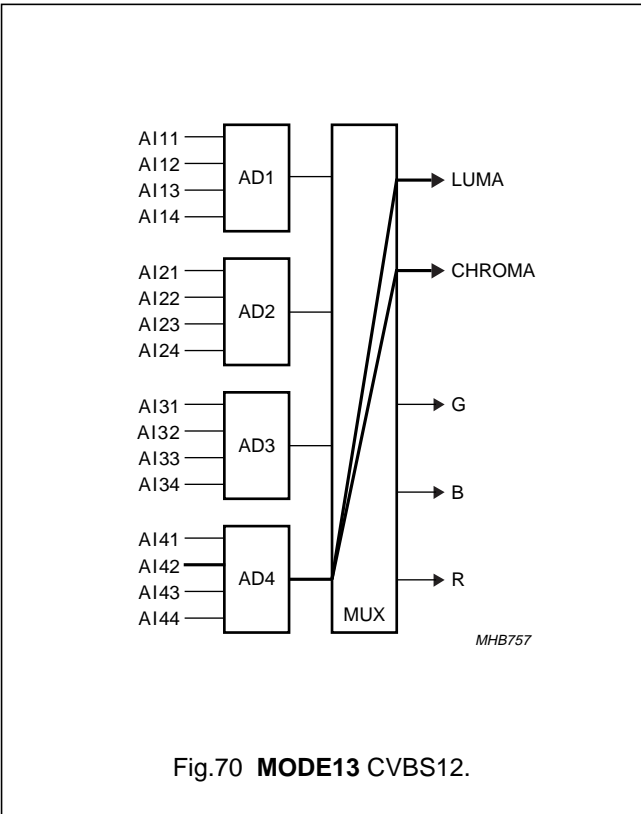 AI11
AI12
AI13
AI14
AD1
LUMA
AI21
AI22
AI23
AI24
AD2
CHROMA
AI31
AI32
AI33
AI34
AD3
G
B
AI41
AI42
AI43
AI44
AD4
R
MUX
MHB757
Fig.70 MODE13 CVBS12.